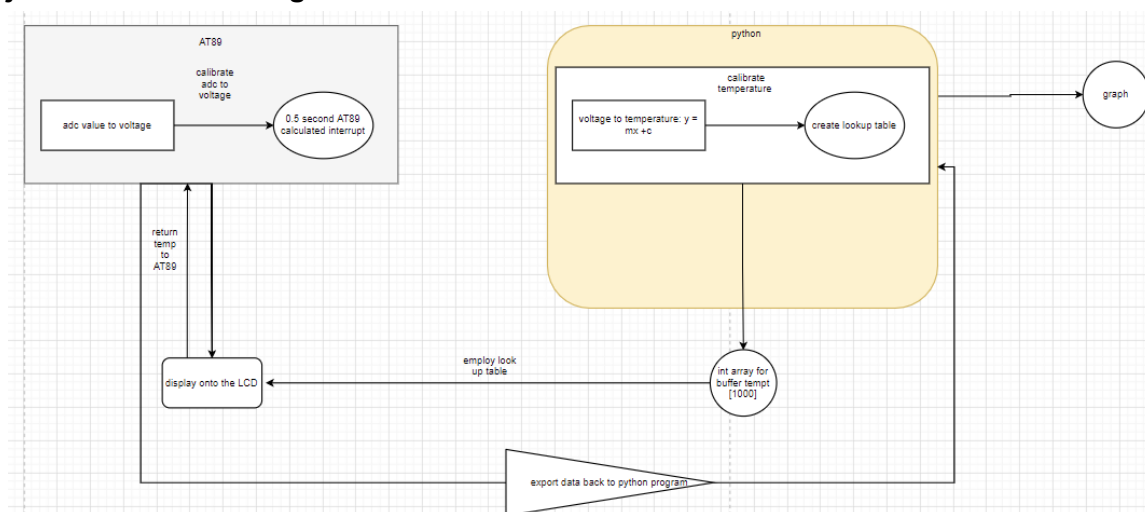 AT89
calibrate
adc to
voltage
adc value to voltage
0.5 second AT89
calculated interrupt
python
calibrate
temperature
voltage to temperature: y =
mx +c
create lookup table
graph
return
temp
to
AT89
display onto the LCD
employ look
up table
int array for
buffer tempt
[1000]
export data back to python program